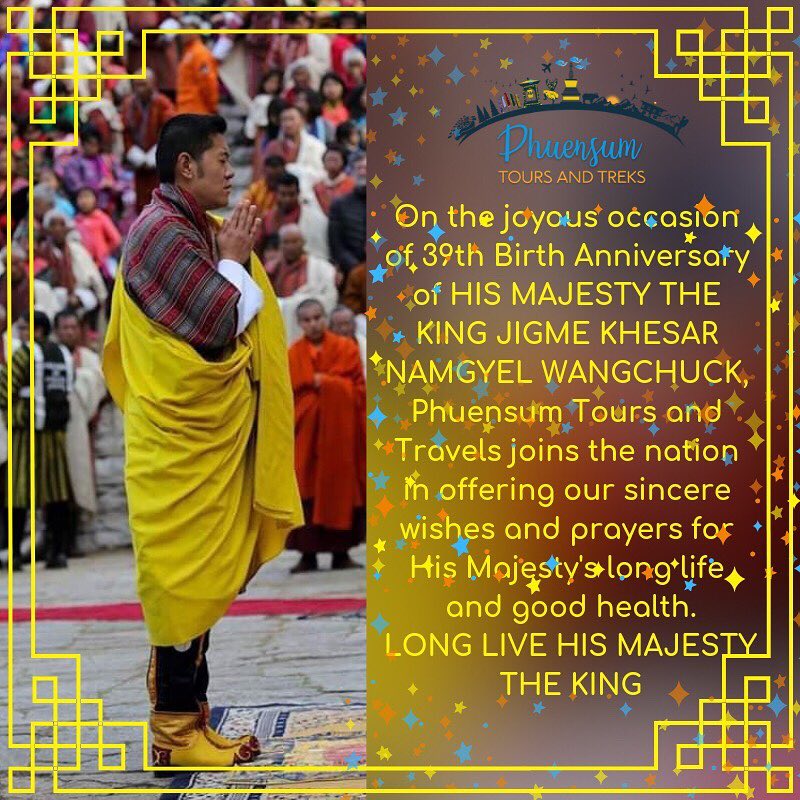 Phuensum
TOURS AND TREKS
On the joyous occasion
of 39th Birth Anniversary
of HIS MAJESTY THE
KING JIGME KHESAR
NAMGYEL WANGCHUCK,
Phuensum Tours and
Travels joins the nation
in offering our sincere
wishes and prayers for
His Majesty's long life
and good health.
LONG LIVE HIS MAJESTY
THE KING